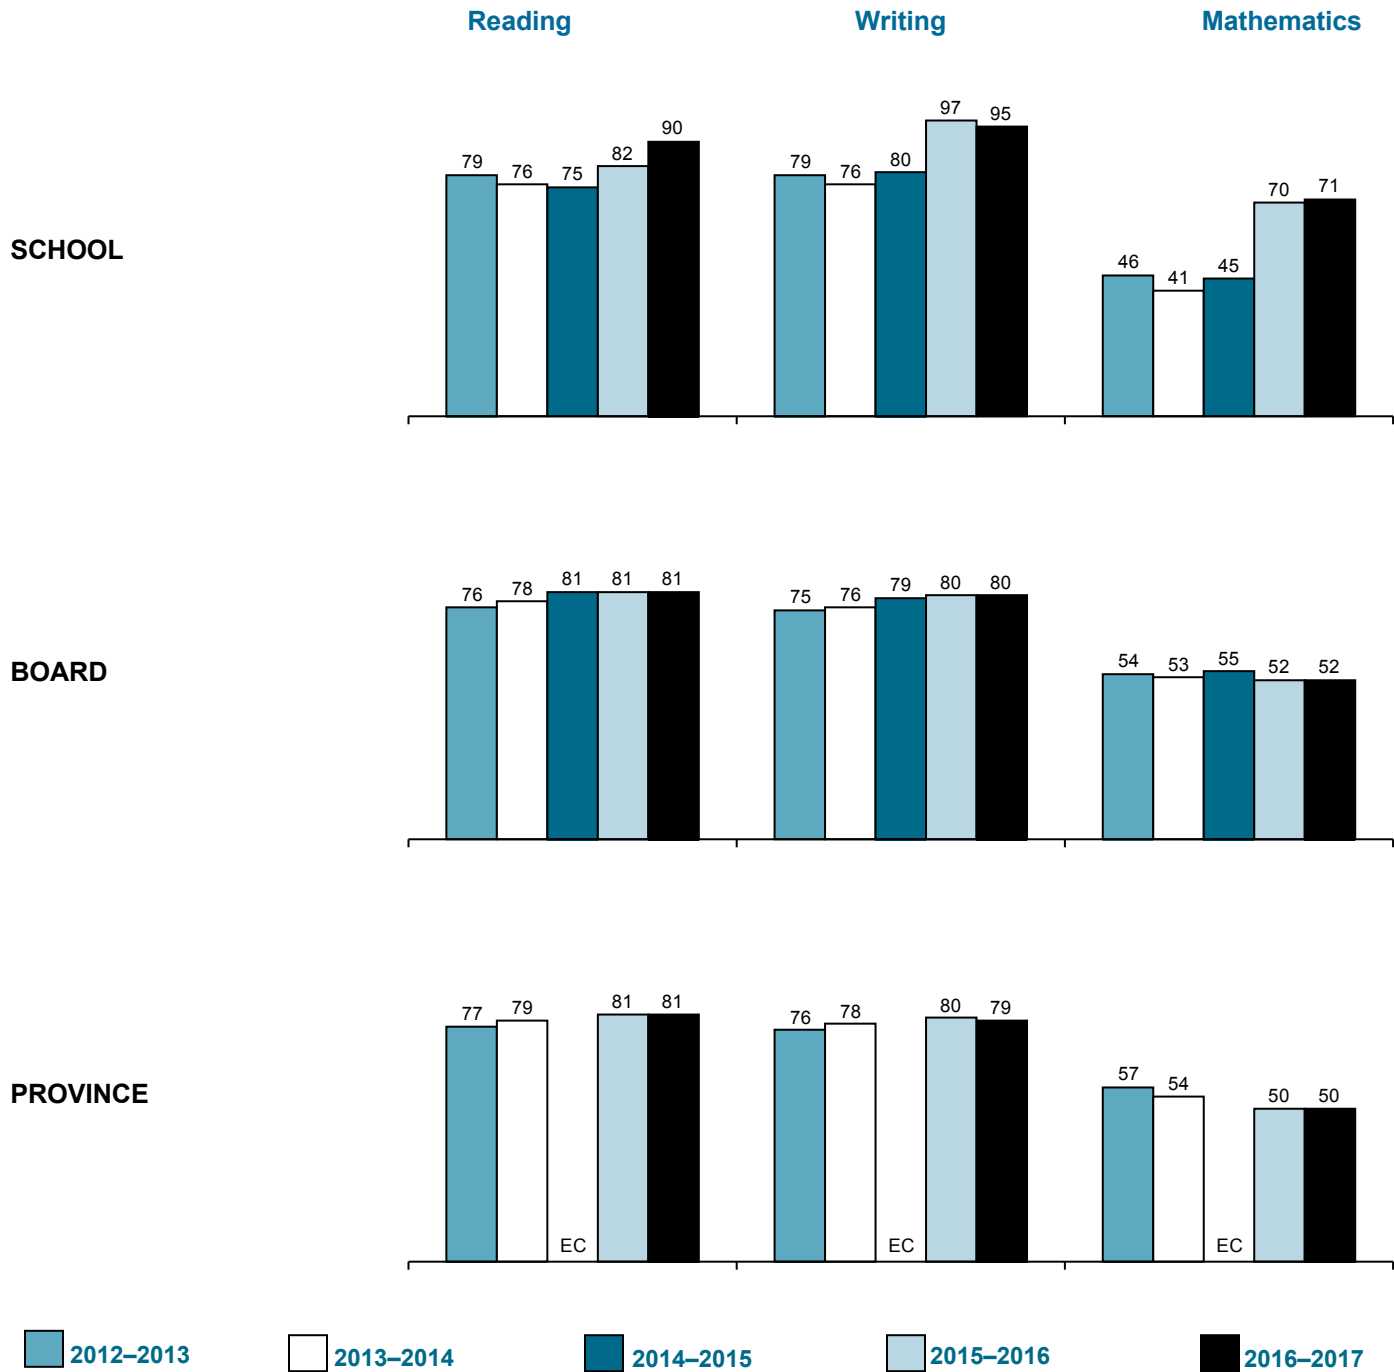 Reading Writing Mathematics
SCHOOL
79 76 75 82 90
79 76 80 97 95
46 41 45 70 71
BOARD
76 78 81 81 81
75 76 79 80 80
54 53 55 52 52
PROVINCE
77 79 EC 81 81
76 78 EC 80 79
57 54 EC 50 50
2012–2013 2013–2014 2014–2015 2015–2016 2016–2017